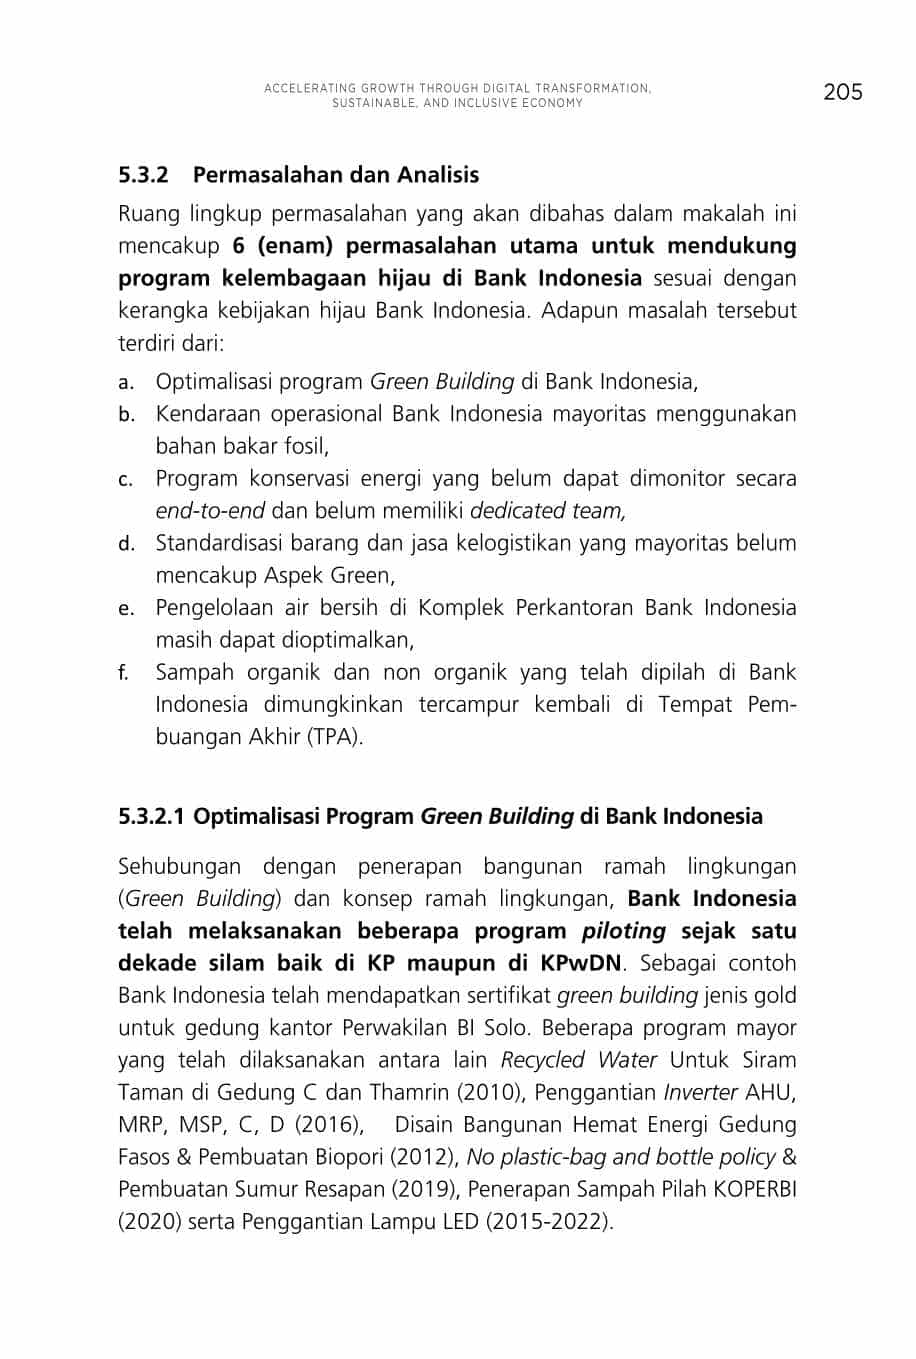 ACCELERATING GROWTH THROUGH DIGITAL TRANSFORMATION,
SUSTAINABLE, AND INCLUSIVE ECONOMY
205
5.3.2 Permasalahan dan Analisis
Ruang lingkup permasalahan yang akan dibahas dalam makalah ini
mencakup 6 (enam) permasalahan utama untuk mendukung
program kelembagaan hijau di Bank Indonesia sesuai dengan
kerangka kebijakan hijau Bank Indonesia. Adapun masalah tersebut
terdiri dari:
a. Optimalisasi program Green Building di Bank Indonesia,
b. Kendaraan operasional Bank Indonesia mayoritas menggunakan
bahan bakar fosil,
c. Program konservasi energi yang belum dapat dimonitor secara
end-to-end dan belum memiliki dedicated team,
d. Standardisasi barang dan jasa kelogistikan yang mayoritas belum
mencakup Aspek Green,
e. Pengelolaan air bersih di Komplek Perkantoran Bank Indonesia
masih dapat dioptimalkan,
f. Sampah organik dan non organik yang telah dipilah di Bank
Indonesia dimungkinkan tercampur kembali di Tempat Pem-
buangan Akhir (TPA).
5.3.2.1 Optimalisasi Program Green Building di Bank Indonesia
Sehubungan dengan penerapan bangunan ramah lingkungan
(Green Building) dan konsep ramah lingkungan, Bank Indonesia
telah melaksanakan beberapa program piloting sejak satu
dekade silam baik di KP maupun di KPwDN. Sebagai contoh
Bank Indonesia telah mendapatkan sertifikat green building jenis gold
untuk gedung kantor Perwakilan BI Solo. Beberapa program mayor
yang telah dilaksanakan antara lain Recycled Water Untuk Siram
Taman di Gedung C dan Thamrin (2010), Penggantian Inverter AHU,
MRP, MSP, C, D (2016), Disain Bangunan Hemat Energi Gedung
Fasos & Pembuatan Biopori (2012), No plastic-bag and bottle policy &
Pembuatan Sumur Resapan (2019), Penerapan Sampah Pilah KOPERBI
(2020) serta Penggantian Lampu LED (2015-2022).